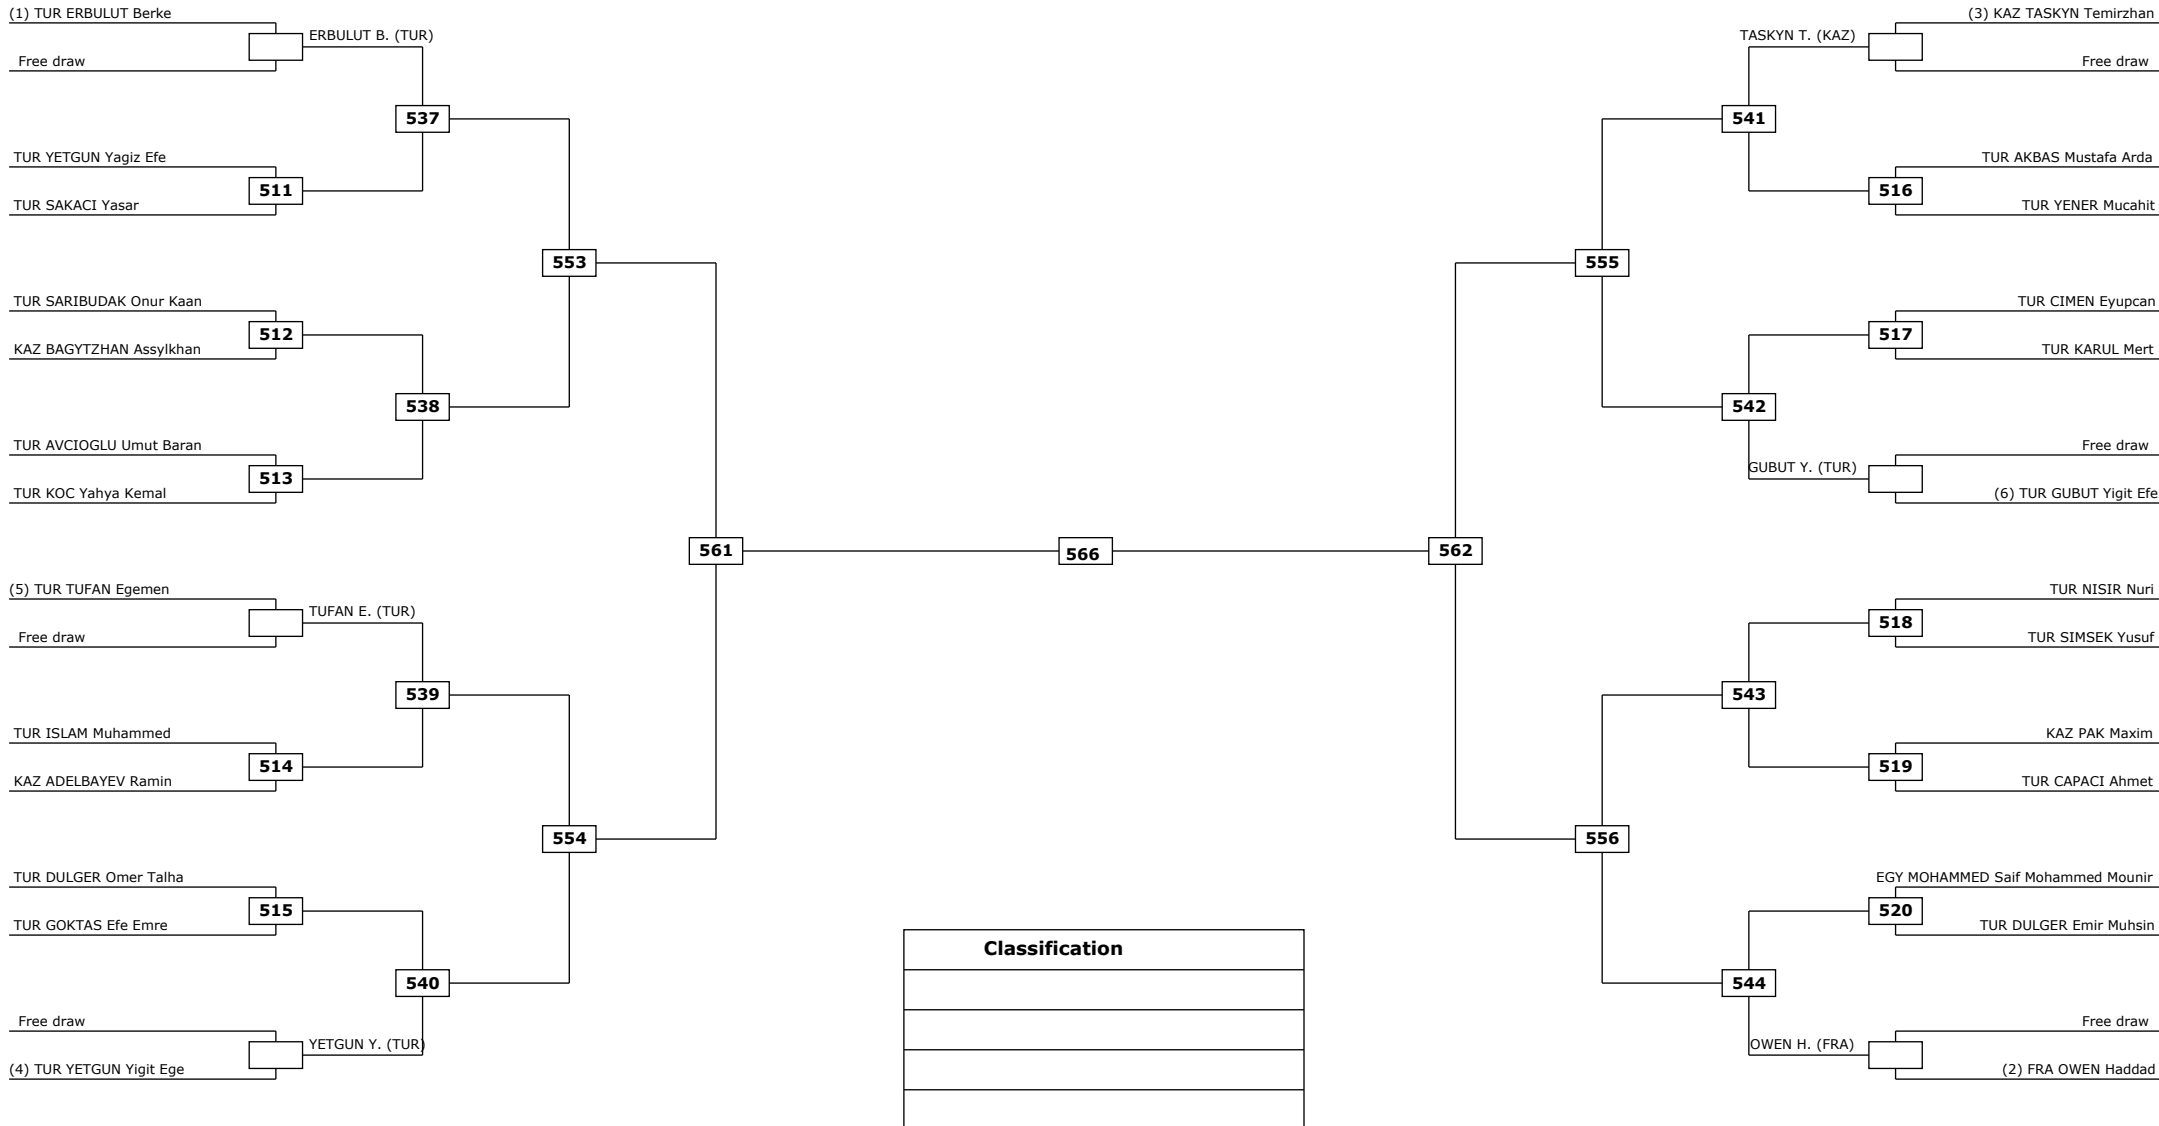 (1) TUR ERBULUT Berke
ERBULUT B. (TUR)
Free draw
537
TUR YETGUN Yagiz Efe
511
TUR SAKACI Yasar
553
TUR SARIBUDAK Onur Kaan
512
KAZ BAGYTZHAN Assylkhan
538
TUR AVCIOGLU Umut Baran
513
TUR KOC Yahya Kemal
561
(5) TUR TUFAN Egemen
TUFAN E. (TUR)
Free draw
539
TUR ISLAM Muhammed
514
KAZ ADELBAYEV Ramin
554
TUR DULGER Omer Talha
515
TUR GOKTAS Efe Emre
540
Free draw
YETGUN Y. (TUR)
(4) TUR YETGUN Yigit Ege
566
Classification
(3) KAZ TASKYN Temirzhan
TASKYN T. (KAZ)
Free draw
541
TUR AKBAS Mustafa Arda
516
TUR YENER Mucahit
555
TUR CIMEN Eyupcan
517
TUR KARUL Mert
542
Free draw
GUBUT Y. (TUR)
(6) TUR GUBUT Yigit Efe
562
TUR NISIR Nuri
518
TUR SIMSEK Yusuf
543
KAZ PAK Maxim
519
TUR CAPACI Ahmet
556
EGY MOHAMMED Saif Mohammed Mounir
520
TUR DULGER Emir Muhsin
544
Free draw
OWEN H. (FRA)
(2) FRA OWEN Haddad